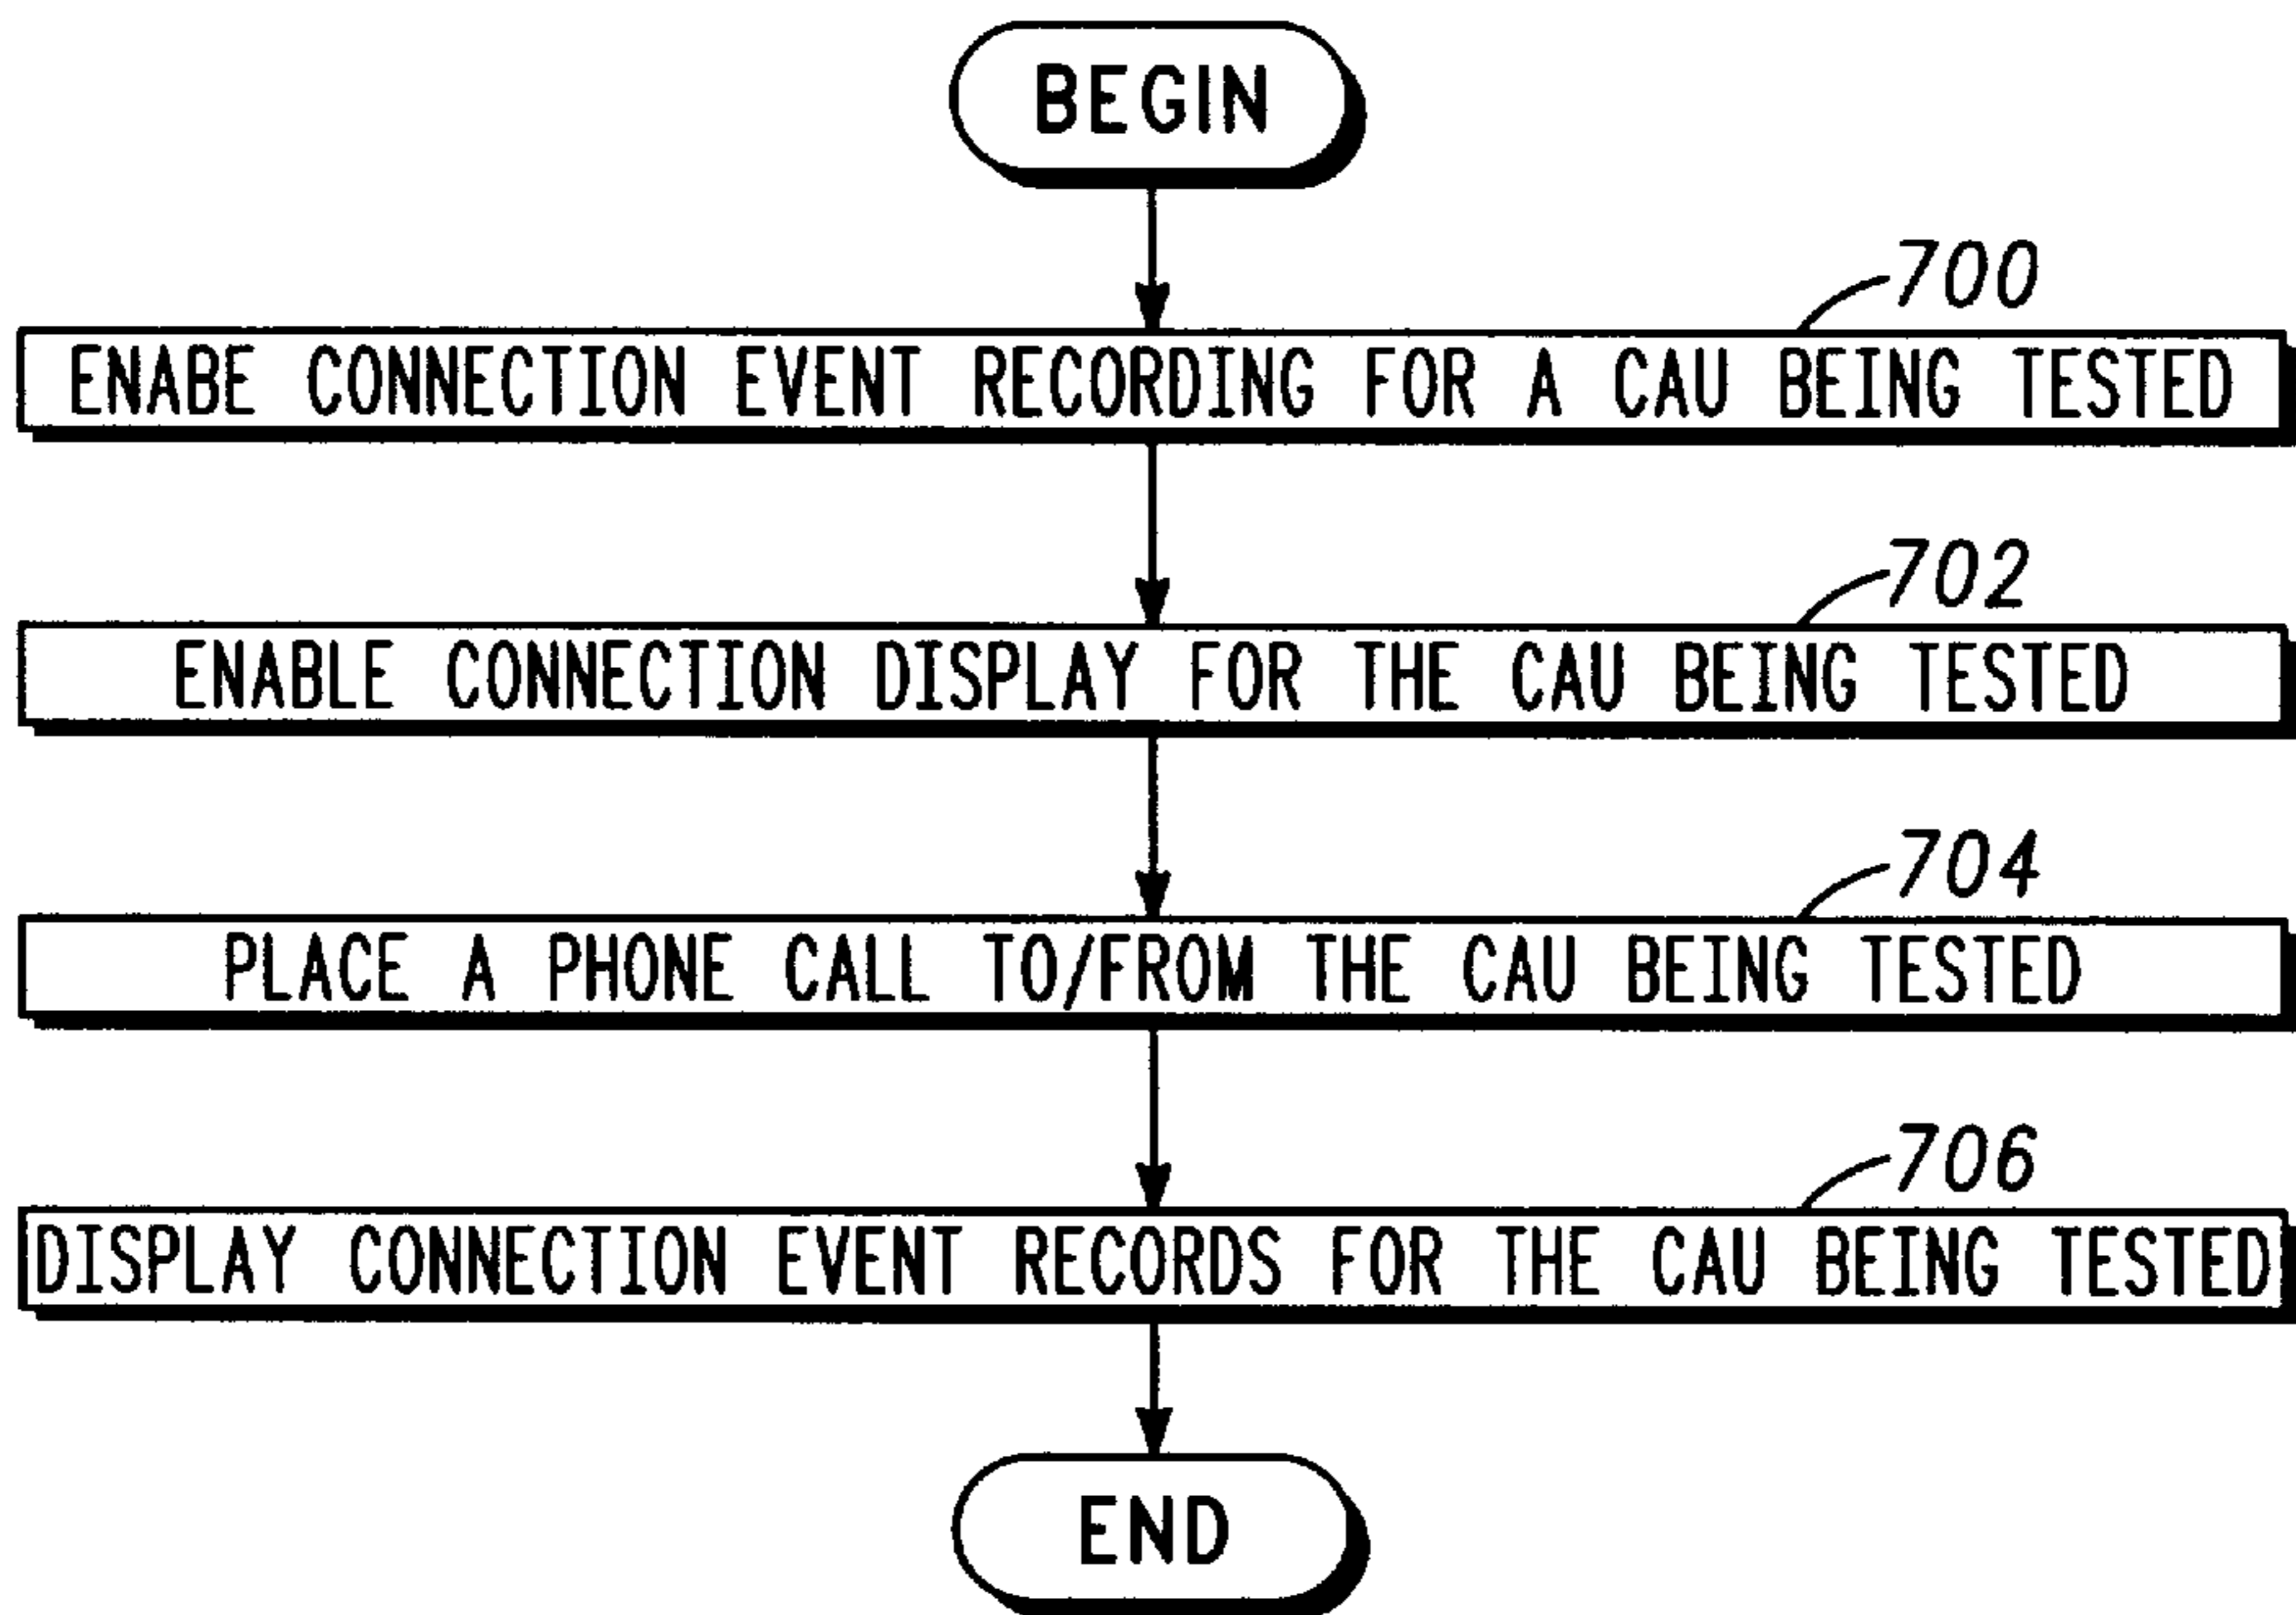 BEGIN
700
ENABE CONNECTION EVENT RECORDING FOR A CAU BEING TESTED
702
ENABLE CONNECTION DISPLAY FOR THE CAU BEING TESTED
704
PLACE A PHONE CALL TO/FROM THE CAU BEING TESTED
706
DISPLAY CONNECTION EVENT RECORDS FOR THE CAU BEING TESTED
END